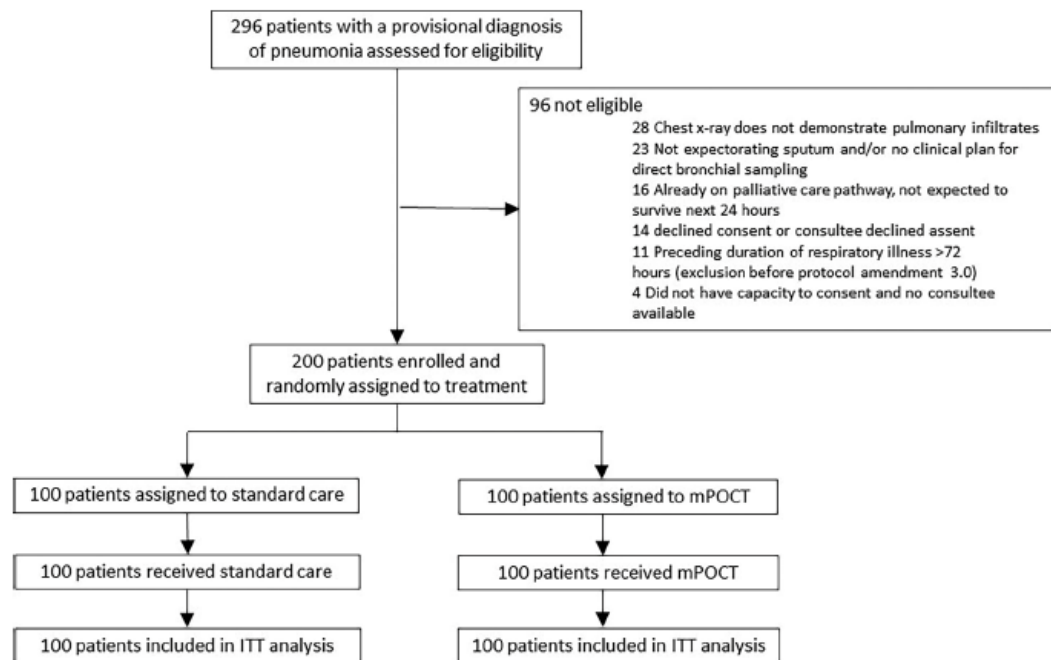 296 patients with a provisional diagnosis
of pneumonia assessed for eligibility
96 not eligible
28 Chest x-ray does not demonstrate pulmonary infiltrates
23 Not expectorating sputum and/or no clinical plan for
direct bronchial sampling
16 Already on palliative care pathway, not expected to
survive next 24 hours
14 declined consent or consultee declined assent
11 Preceding duration of respiratory illness >72
hours (exclusion before protocol amendment 3.0)
4 Did not have capacity to consent and no consultee
available
200 patients enrolled and
randomly assigned to treatment
100 patients assigned to standard care
100 patients assigned to mPOCT
100 patients received standard care
100 patients received mPOCT
100 patients included in ITT analysis
100 patients included in ITT analysis